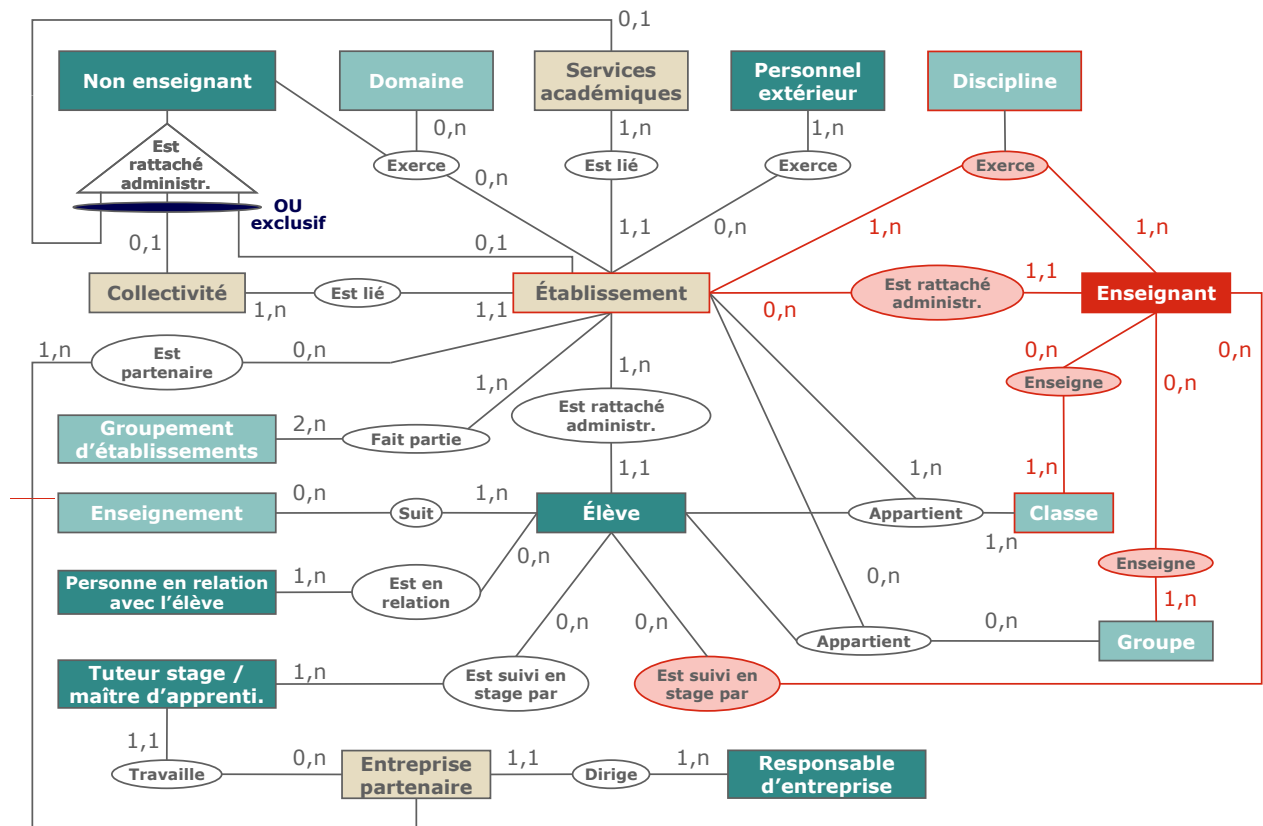 0,1
Non enseignant
Domaine
Services
académiques
Personnel
extérieur
Discipline
0,n
1,n
1,n
Est
rattaché
administr.
Exerce
Est lié
Exerce
Exerce
0,n
OU
exclusif
0,1
0,1
1,1
0,n
1,n
1,n
Collectivité
Est lié
Établissement
Est rattaché
administr.
1,1
Enseignant
1,n
1,1
0,n
1,n
Est
partenaire
0,n
1,n
1,n
0,n
0,n
0,n
Enseigne
Est rattaché
administr.
Groupement
d'établissements
2,n
Fait partie
1,1
1,n
1,n
Enseignement
0,n
Suit
1,n
Élève
Appartient
Classe
1,n
0,n
Personne en relation
avec l'élève
1,n
Est en
relation
0,n
Enseigne
1,n
0,n
0,n
Appartient
0,n
Groupe
Tuteur stage /
maître d'apprenti.
1,n
Est suivi en
stage par
Est suivi en
stage par
1,1
Travaille
0,n
Entreprise
partenaire
1,1
Dirige
1,n
Responsable
d'entreprise